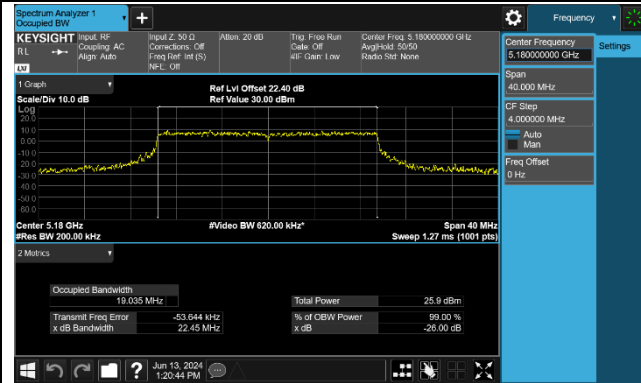 Spectrum Analyzer 1
Occupied BW
Frequency
KEYSIGHT
RL
LXI
Input: RF
Coupling: AC
Align: Auto
Input Z: 50 Ω
Corrections: Off
Freq Ref: Int (S)
NFE: Off
Atten: 20 dB
Trig: Free Run
Gate: Off
#IF Gain: Low
Center Freq: 5.180000000 GHz
Avg|Hold: 50/50
Radio Std: None
Center Frequency
5.180000000 GHz
Settings
Span
40.000 MHz
CF Step
4.000000 MHz
Auto
Man
Freq Offset
0 Hz
1 Graph
Scale/Div 10.0 dB
Ref Lvl Offset 22.40 dB
Ref Value 30.00 dBm
Log
20.0
10.0
0.00
-10.0
-20.0
-30.0
-40.0
-50.0
-60.0
Center 5.18 GHz
#Video BW 620.00 kHz*
Span 40 MHz
#Res BW 200.00 kHz
Sweep 1.27 ms (1001 pts)
2 Metrics
Occupied Bandwidth
19.035 MHz
Total Power
25.9 dBm
Transmit Freq Error
-53.644 kHz
% of OBW Power
99.00 %
x dB Bandwidth
22.45 MHz
x dB
-26.00 dB
?
Jun 13, 2024
1:20:44 PM